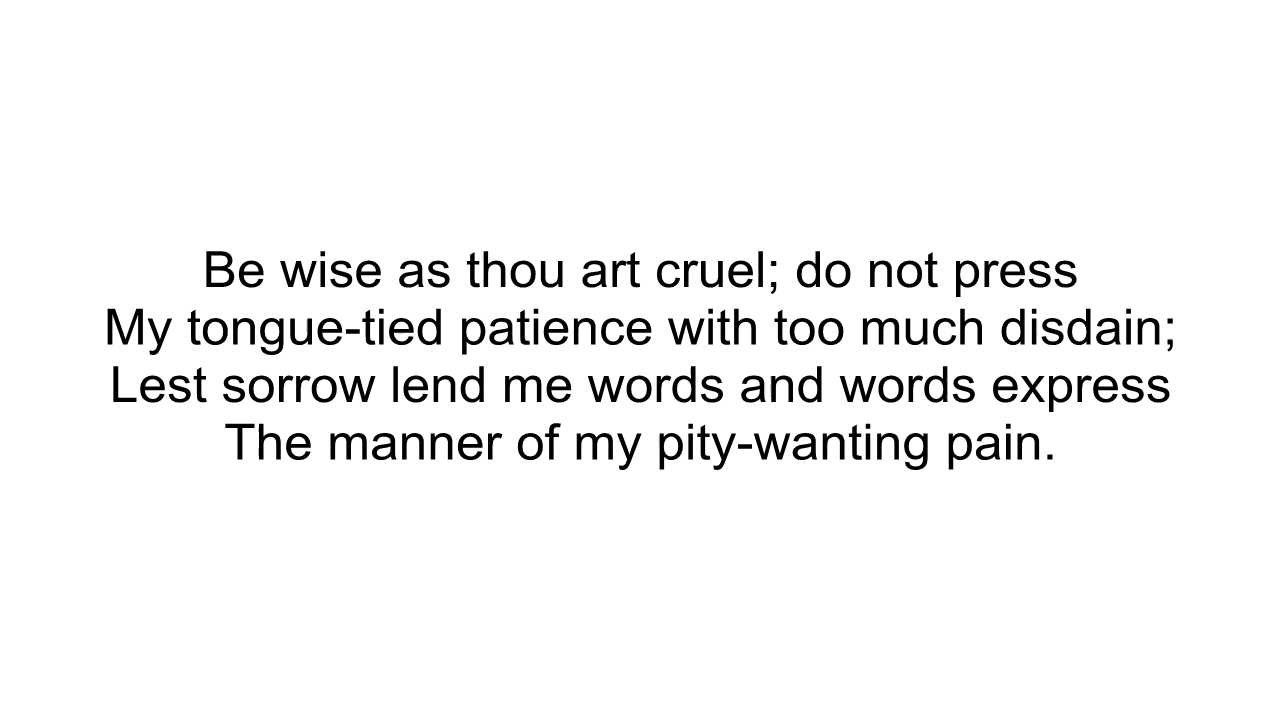 Be wise as thou art cruel; do not press
My tongue-tied patience with too much disdain;
Lest sorrow lend me words and words express
The manner of my pity-wanting pain.